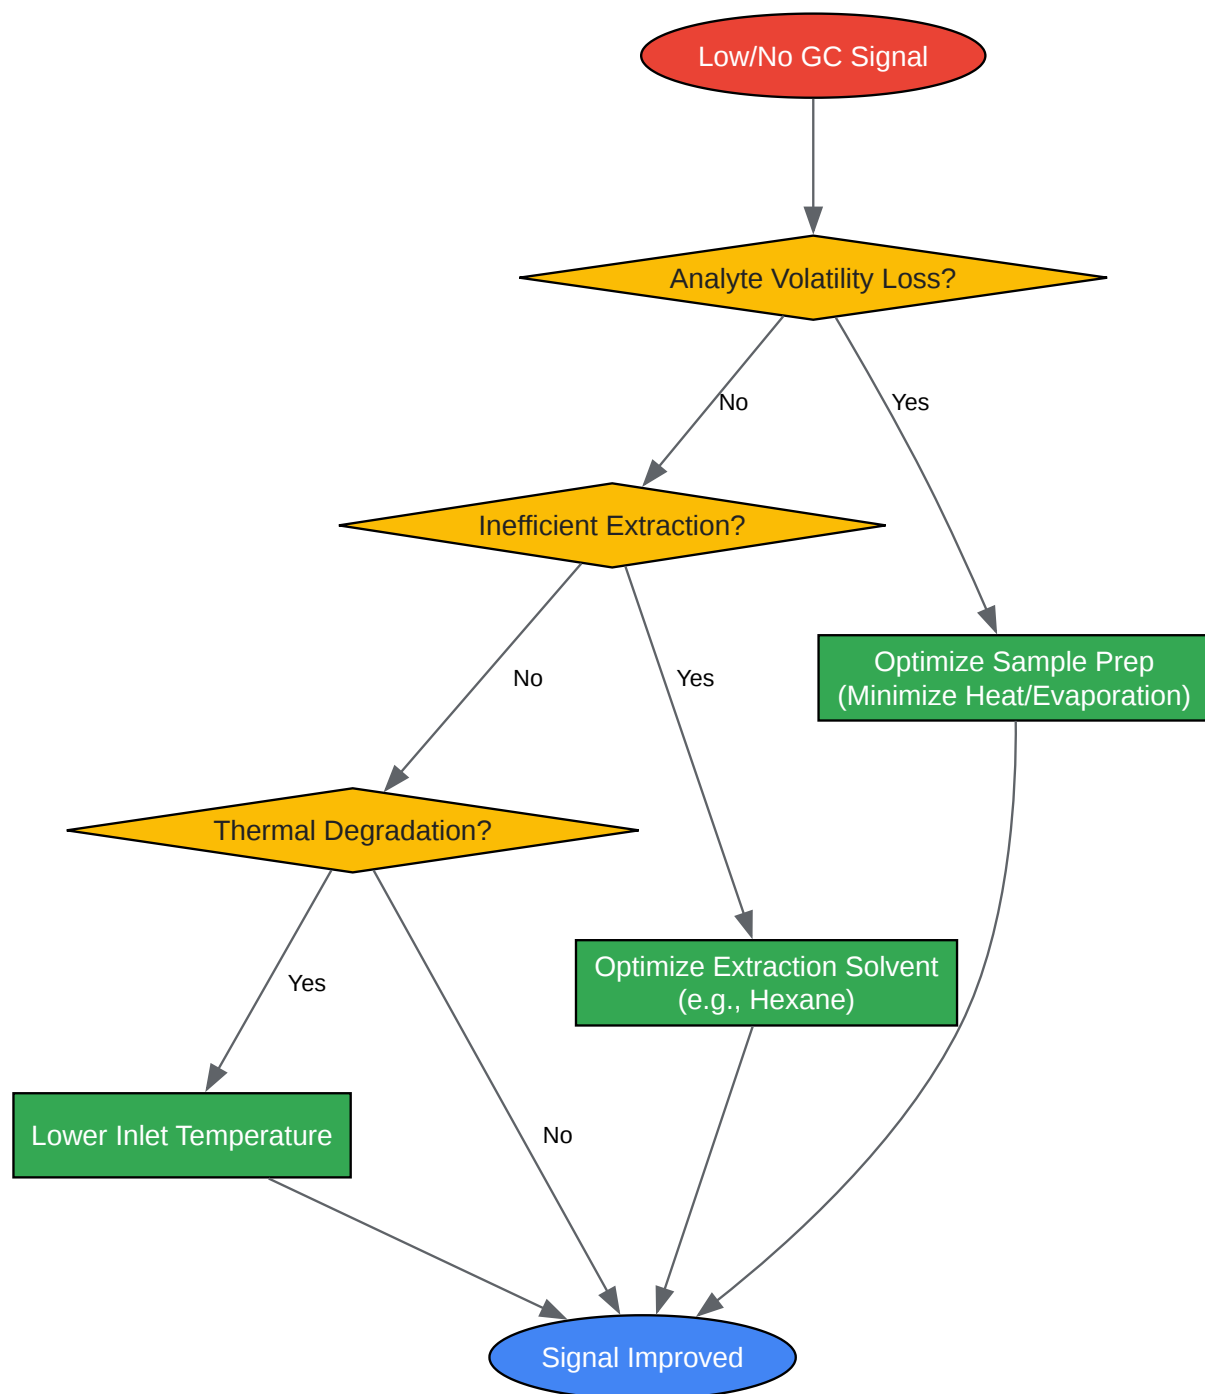 Low/No GC Signal
Analyte Volatility Loss?
No
Yes
Inefficient Extraction?
No
Yes
Optimize Sample Prep
(Minimize Heat/Evaporation)
Thermal Degradation?
Yes
No
Optimize Extraction Solvent
(e.g., Hexane)
Lower Inlet Temperature
Signal Improved